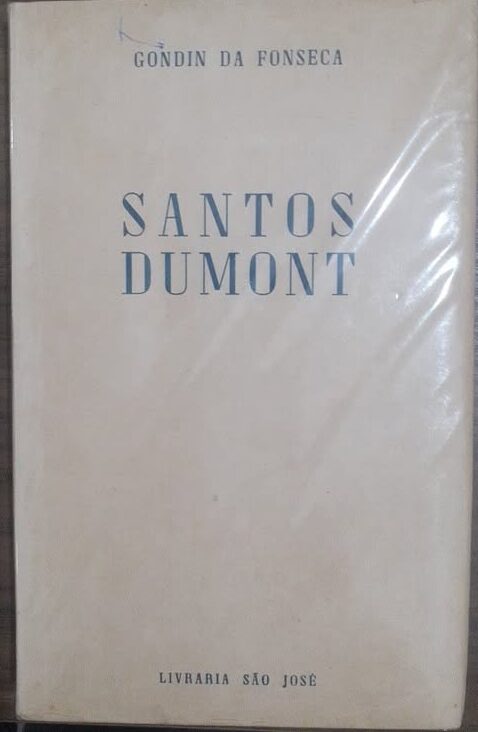 GONDIN DA FONSECA
SANTOS
DUMONT
LIVRARIA SÃO JOSÉ